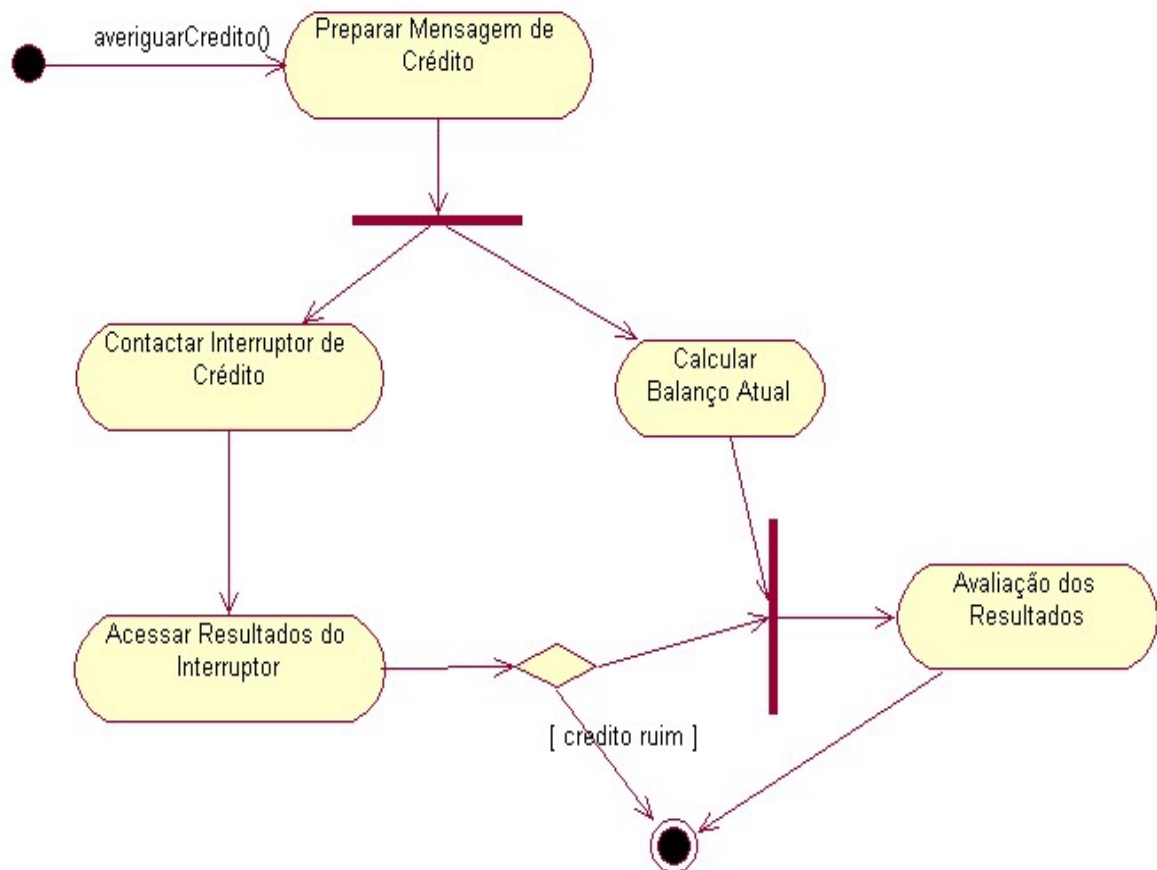 averiguarCredito()
Preparar Mensagem de
Crédito
Contactar Interruptor de
Crédito
Calcular
Balanço Atual
Acessar Resultados do
Interruptor
Avaliação dos
Resultados
[ credito ruim ]